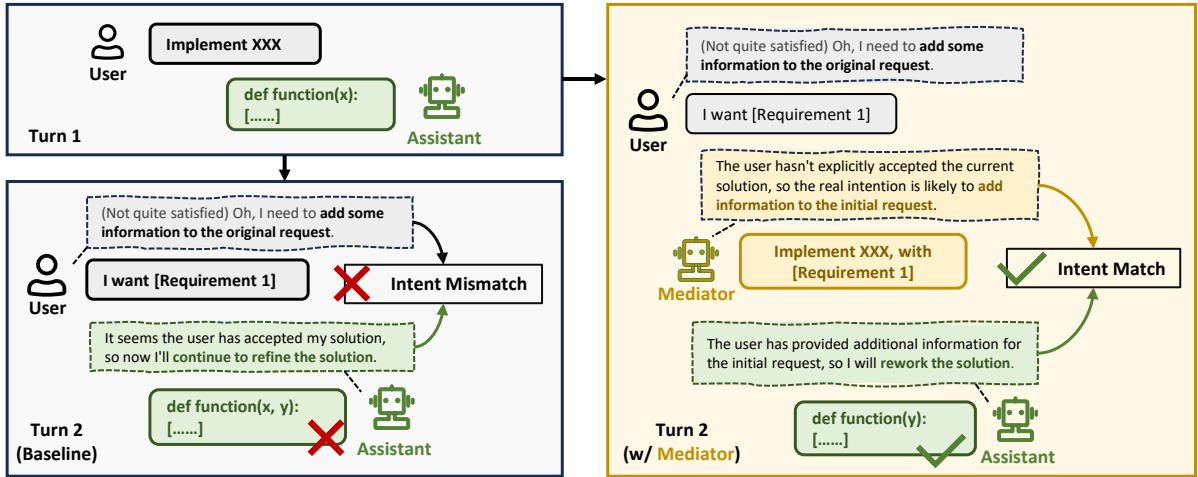 Implement XXX
User
def function(x):
[……]
Assistant
Turn 1
(Not quite satisfied) Oh, I need to add some
information to the original request.
I want [Requirement 1]
User
Intent Mismatch
It seems the user has accepted my solution,
so now I'll continue to refine the solution.
def function(x, y):
[……]
Assistant
Turn 2
(Baseline)
(Not quite satisfied) Oh, I need to add some
information to the original request.
I want [Requirement 1]
User
The user hasn't explicitly accepted the current
solution, so the real intention is likely to add
information to the initial request.
Implement XXX, with
[Requirement 1]
Mediator
Intent Match
The user has provided additional information for
the initial request, so I will rework the solution.
def function(y):
[……]
Assistant
Turn 2
(w/ Mediator)